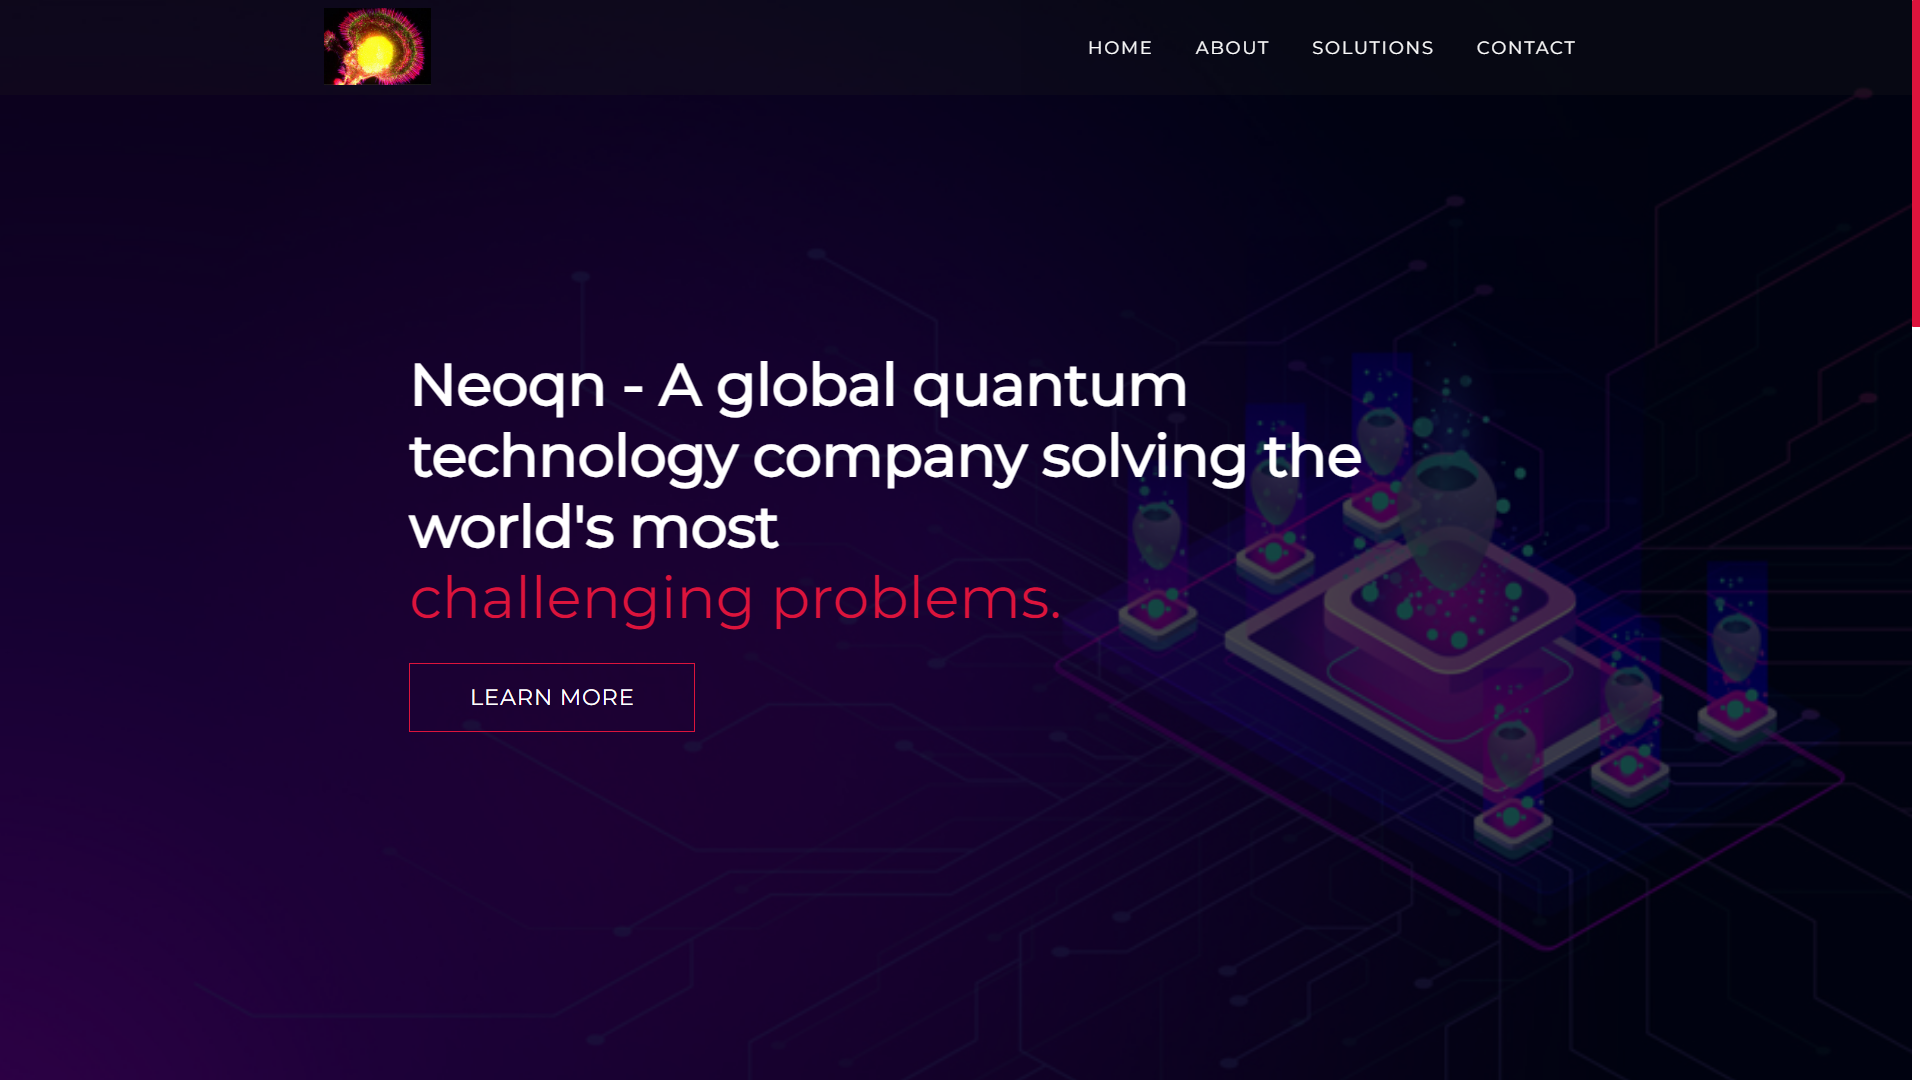 HOME ABOUT SOLUTIONS CONTACT
Neoqn - A global quantum
technology company solving the
world's most
challenging problems.
LEARN MORE